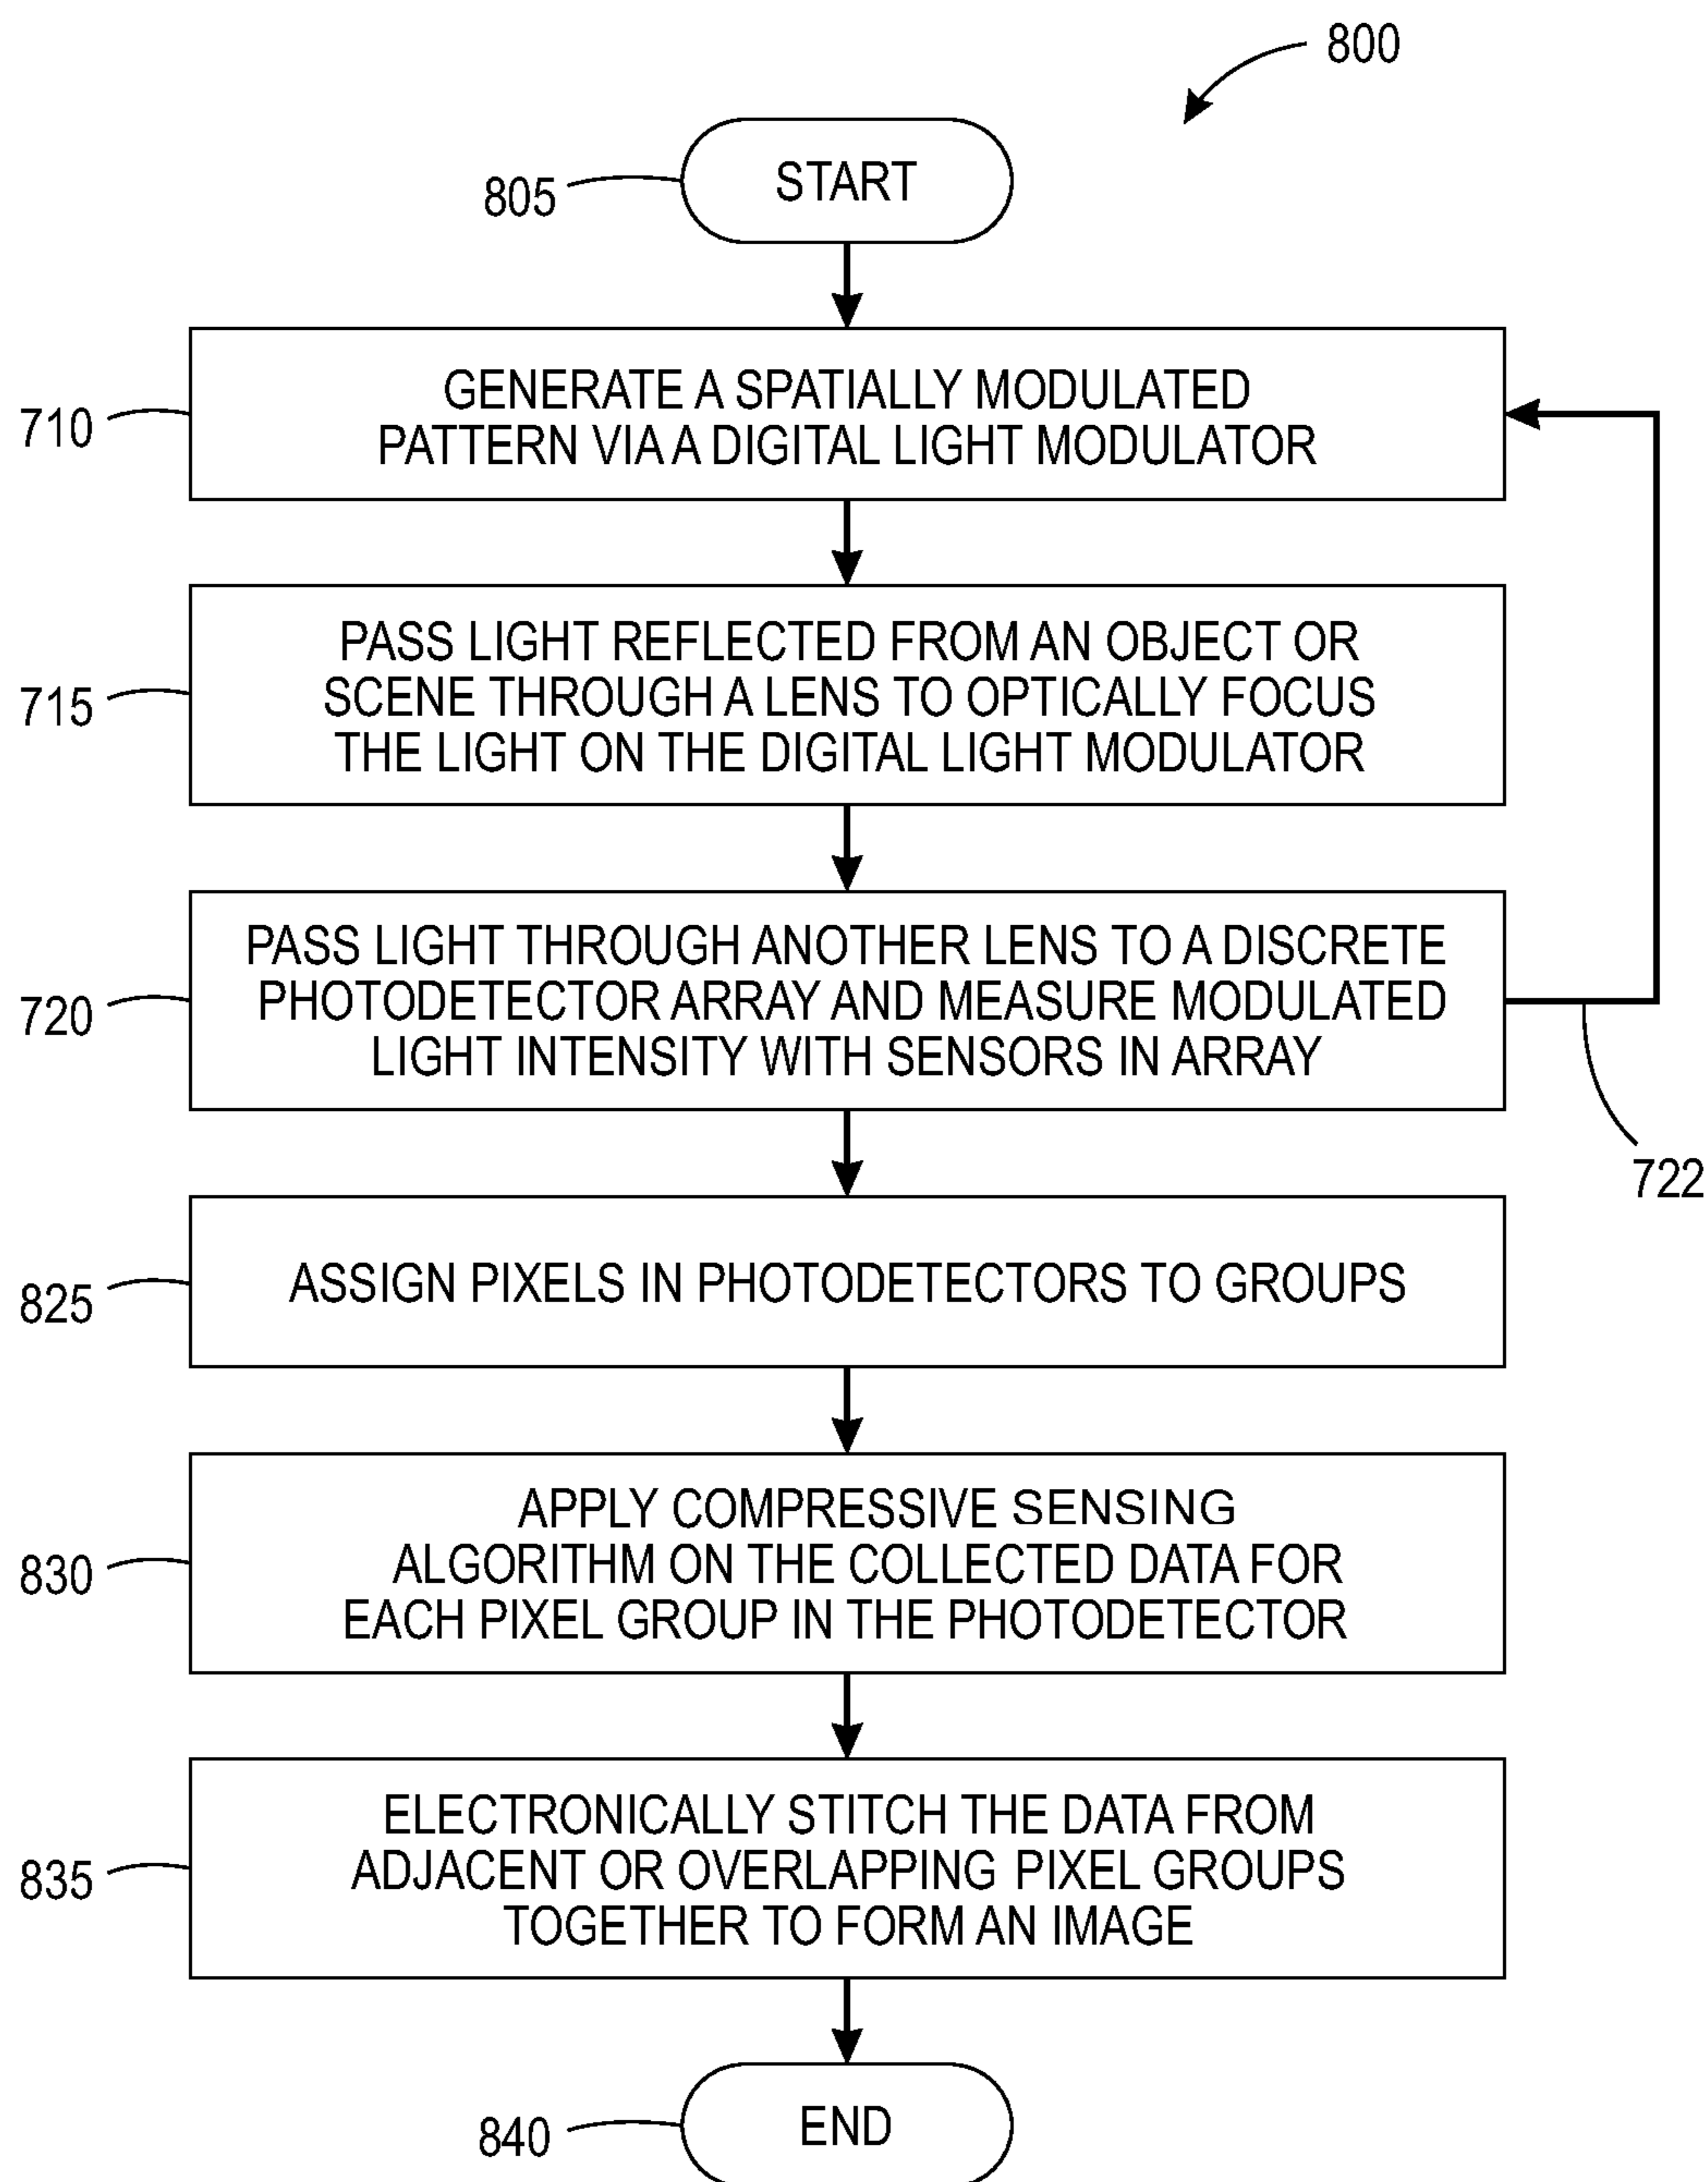 800
805
START
710
GENERATE A SPATIALLY MODULATED
PATTERN VIA A DIGITAL LIGHT MODULATOR
715
PASS LIGHT REFLECTED FROM AN OBJECT OR
SCENE THROUGH A LENS TO OPTICALLY FOCUS
THE LIGHT ON THE DIGITAL LIGHT MODULATOR
720
PASS LIGHT THROUGH ANOTHER LENS TO A DISCRETE
PHOTODETECTOR ARRAY AND MEASURE MODULATED
LIGHT INTENSITY WITH SENSORS IN ARRAY
722
825
ASSIGN PIXELS IN PHOTODETECTORS TO GROUPS
830
APPLY COMPRESSIVE SENSING
ALGORITHM ON THE COLLECTED DATA FOR
EACH PIXEL GROUP IN THE PHOTODETECTOR
835
ELECTRONICALLY STITCH THE DATA FROM
ADJACENT OR OVERLAPPING PIXEL GROUPS
TOGETHER TO FORM AN IMAGE
840
END